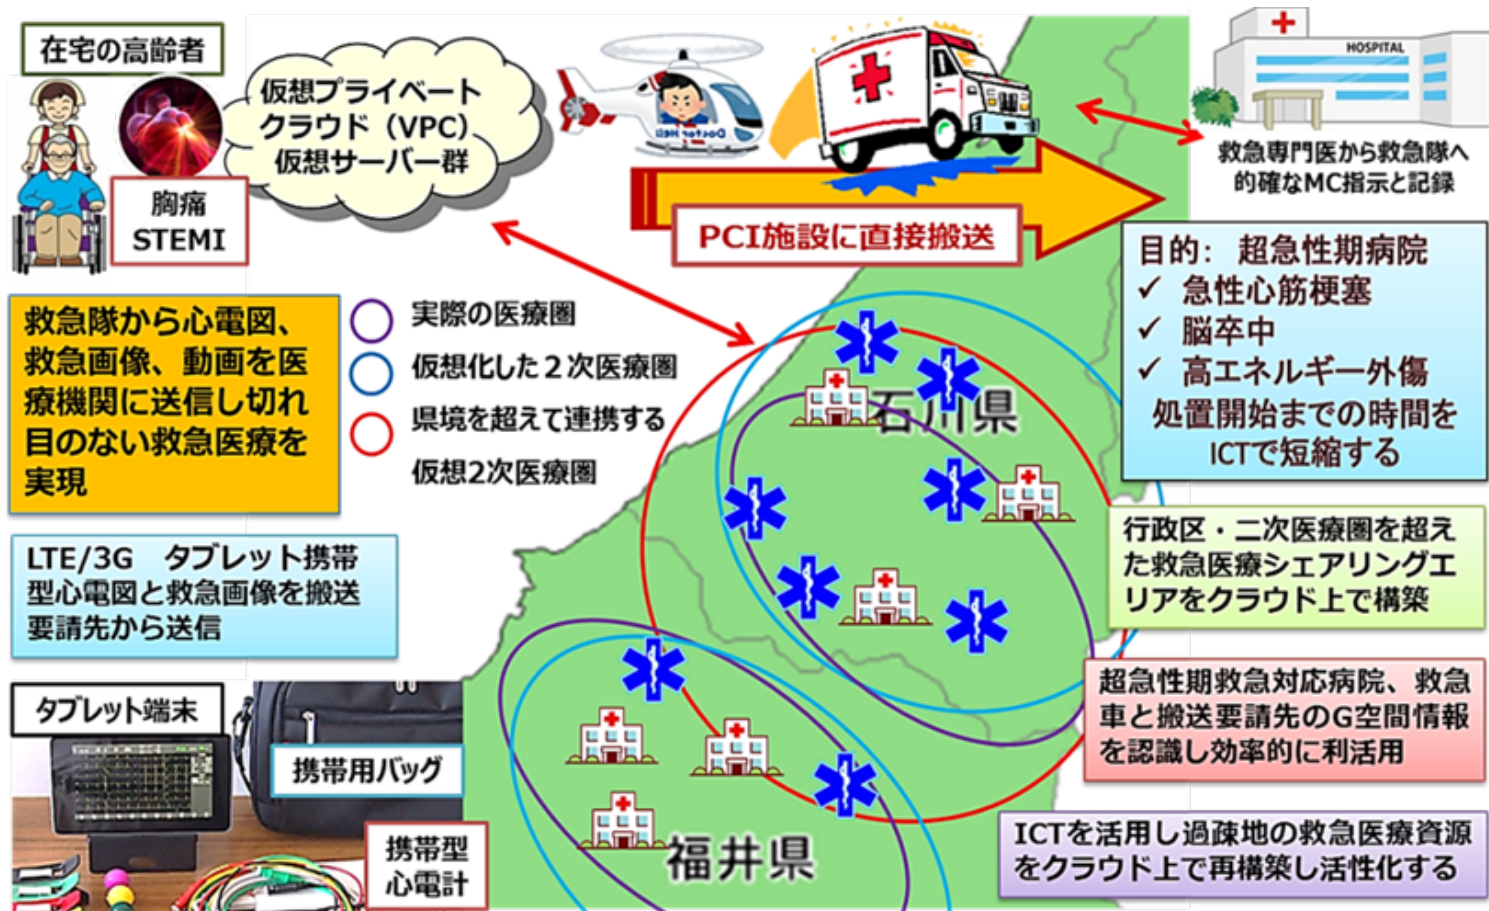 在宅の高齢者
仮想プライベート
クラウド（VPC）
仮想サーバー群
胸痛
STEMI
HOSPITAL
救急専門医から救急隊へ
的確なMC指示と記録
PCI施設に直接搬送
目的： 超急性期病院
✓ 急性心筋梗塞
✓ 脳卒中
✓ 高エネルギー外傷
処置開始までの時間を
ICTで短縮する
救急隊から心電図、
救急画像、動画を医
療機関に送信し切れ
目のない救急医療を
実現
実際の医療圏
仮想化した２次医療圏
県境を超えて連携する
仮想2次医療圏
石川県
LTE/3G　タブレット携帯
型心電図と救急画像を搬送
要請先から送信
行政区・二次医療圏を超え
た救急医療シェアリングエ
リアをクラウド上で構築
超急性期救急対応病院、救急
車と搬送要請先のG空間情報
を認識し効率的に利活用
タブレット端末
携帯用バッグ
携帯型
心電計
福井県
ICTを活用し過疎地の救急医療資源
をクラウド上で再構築し活性化する